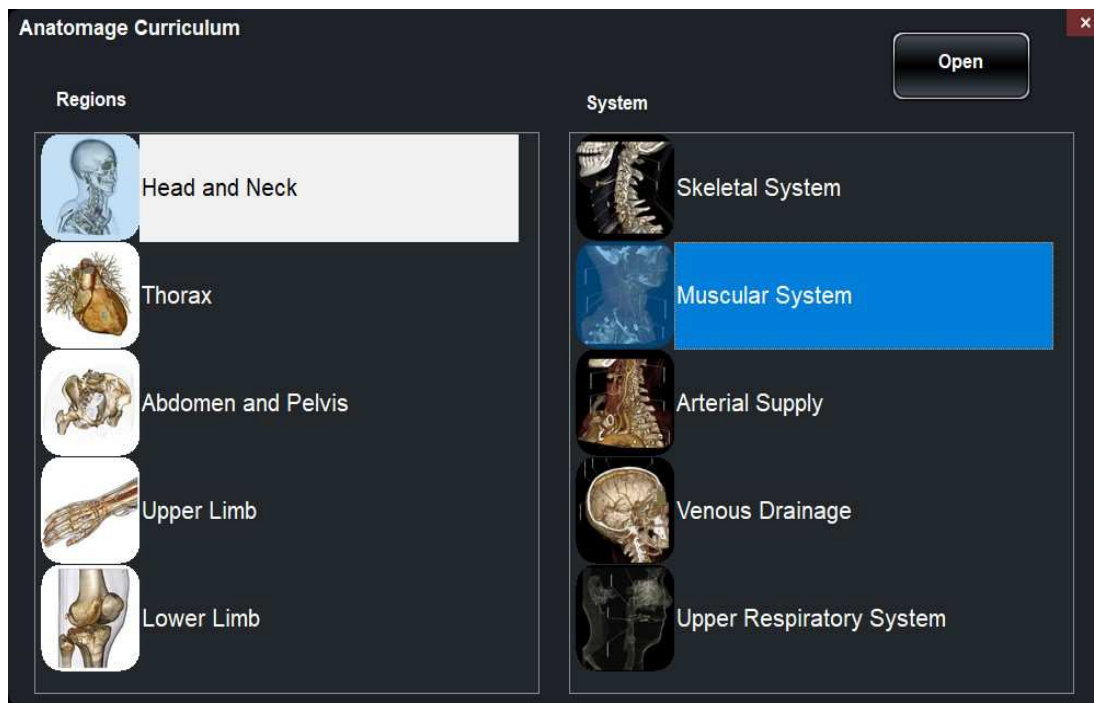 Anatomage Curriculum
Open
Regions
Head and Neck
Thorax
Abdomen and Pelvis
Upper Limb
Lower Limb
System
Skeletal System
Muscular System
Arterial Supply
Venous Drainage
Upper Respiratory System